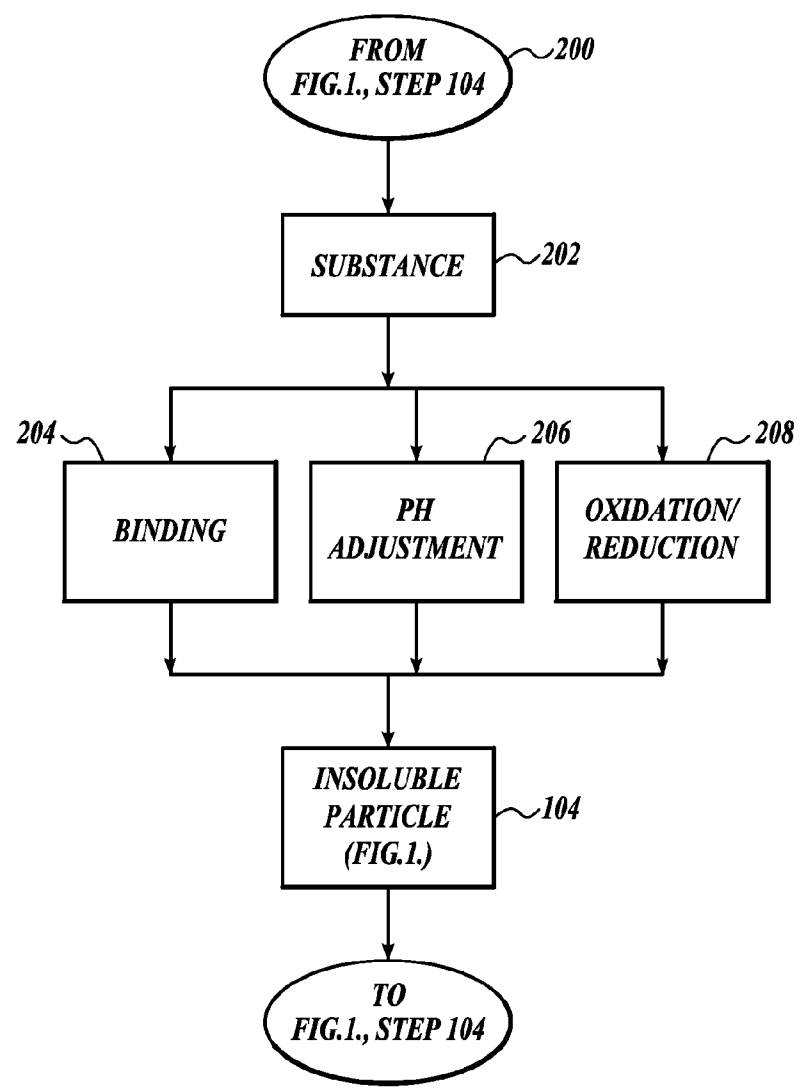 FROM
FIG.1., STEP 104
200
SUBSTANCE
202
204
206
208
BINDING
PH
ADJUSTMENT
OXIDATION/
REDUCTION
INSOLUBLE
PARTICLE
(FIG.1.)
104
TO
FIG.1., STEP 104